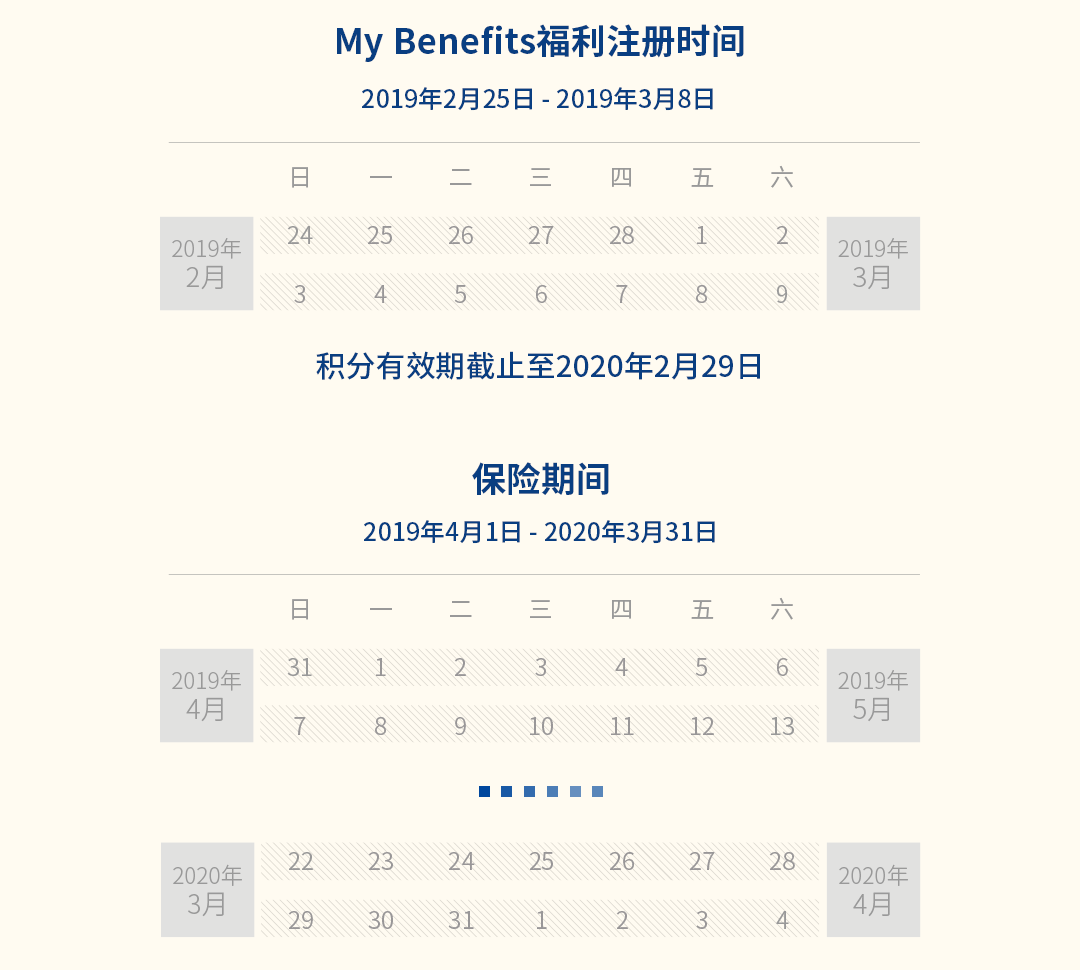 My Benefits福利注册时间
2019年2月25日 - 2019年3月8日
日 一 二 三 四 五 六
2019年
2月
24 25 26 27 28 1 2
3 4 5 6 7 8 9
2019年
3月
积分有效期截止至2020年2月29日
保险期间
2019年4月1日 - 2020年3月31日
日 一 二 三 四 五 六
2019年
4月
31 1 2 3 4 5 6
7 8 9 10 11 12 13
2019年
5月
2020年
3月
22 23 24 25 26 27 28
29 30 31 1 2 3 4
2020年
4月